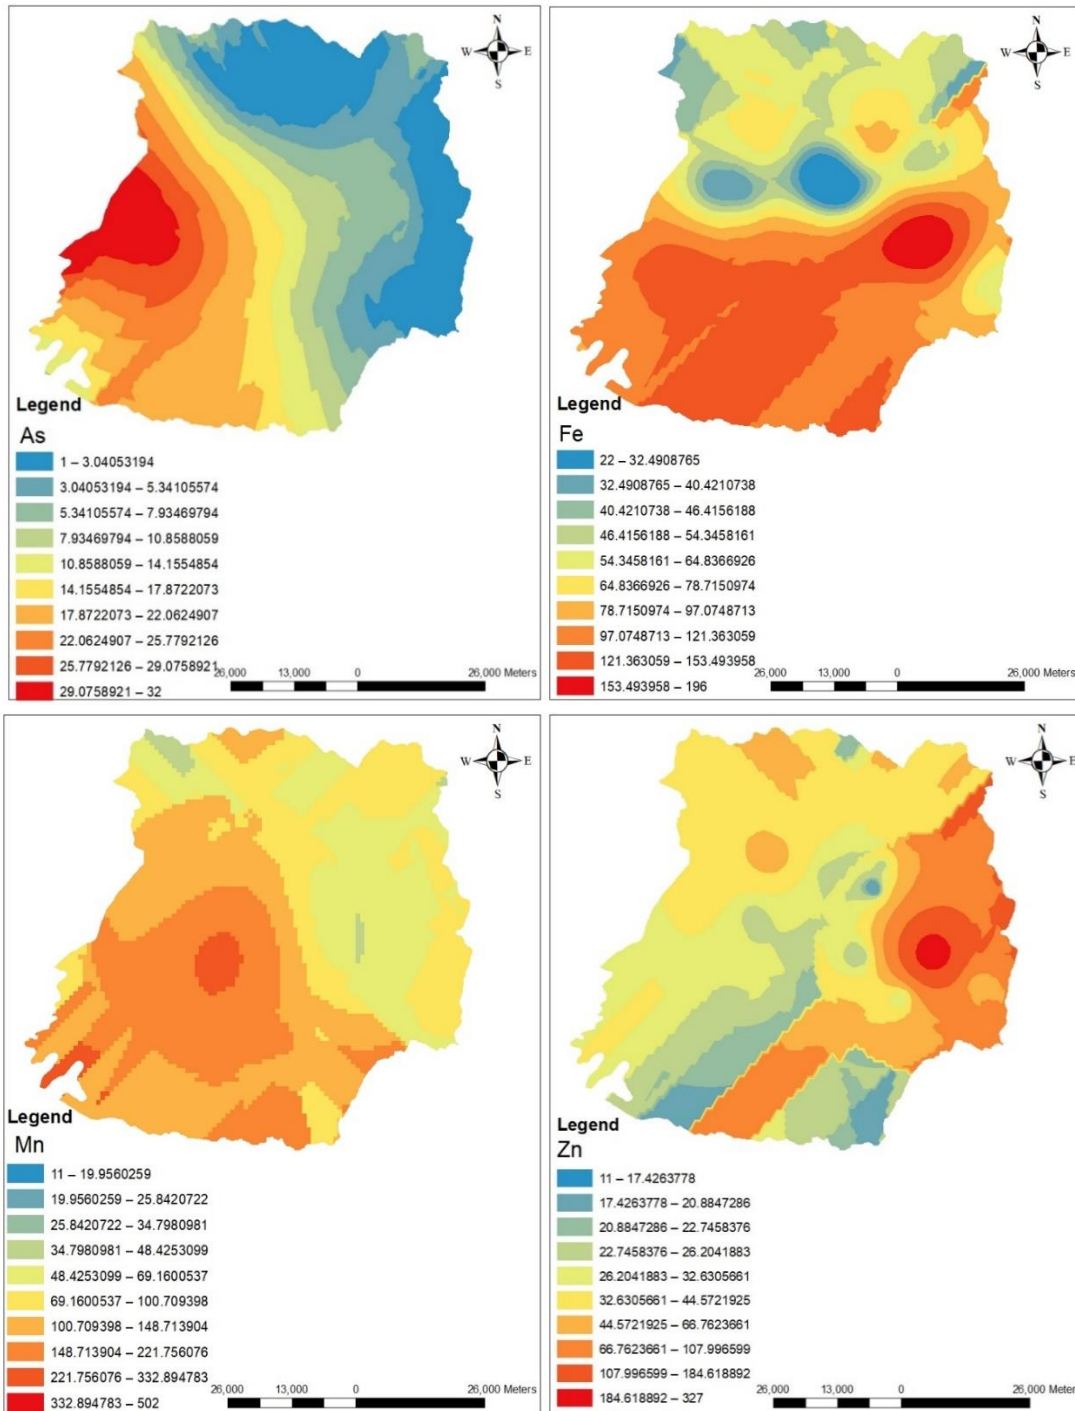 N
W E
S
Legend
As
1 – 3.04053194
3.04053194 – 5.34105574
5.34105574 – 7.93469794
7.93469794 – 10.8588059
10.8588059 – 14.1554854
14.1554854 – 17.8722073
17.8722073 – 22.0624907
22.0624907 – 25.7792126
25.7792126 – 29.0758921
29.0758921 – 32
26,000 13,000 0 26,000 Meters
N
W E
S
Legend
Fe
22 – 32.4908765
32.4908765 – 40.4210738
40.4210738 – 46.4156188
46.4156188 – 54.3458161
54.3458161 – 64.8366926
64.8366926 – 78.7150974
78.7150974 – 97.0748713
97.0748713 – 121.363059
121.363059 – 153.493958
153.493958 – 196
26,000 13,000 0 26,000 Meters
N
W E
S
Legend
Mn
11 – 19.9560259
19.9560259 – 25.8420722
25.8420722 – 34.7980981
34.7980981 – 48.4253099
48.4253099 – 69.1600537
69.1600537 – 100.709398
100.709398 – 148.713904
148.713904 – 221.756076
221.756076 – 332.894783
332.894783 – 502
26,000 13,000 0 26,000 Meters
N
W E
S
Legend
Zn
11 – 17.4263778
17.4263778 – 20.8847286
20.8847286 – 22.7458376
22.7458376 – 26.2041883
26.2041883 – 32.6305661
32.6305661 – 44.5721925
44.5721925 – 66.7623661
66.7623661 – 107.996599
107.996599 – 184.618892
184.618892 – 327
26,000 13,000 0 26,000 Meters